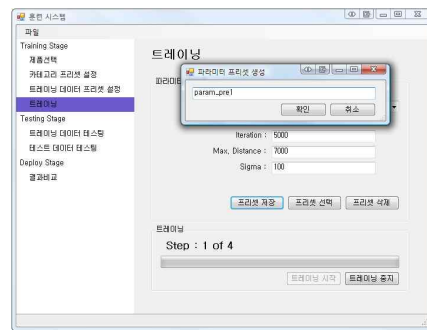 훈련 시스템
파일
Training Stage
제품선택
카테고리 프리셋 설정
트레이닝 데이터 프리셋 설정
트레이닝
Testing Stage
트레이닝 데이터 테스팅
테스트 데이터 테스팅
Deploy Stage
결과비교
트레이닝
파라미터 프리셋 생성
param_pre1
확인 취소
Iteration : 5000
Max. Distance : 7000
Sigma : 100
프리셋 저장 프리셋 선택 프리셋 삭제
트레이닝
Step : 1 of 4
트레이닝 시작 트레이닝 중지